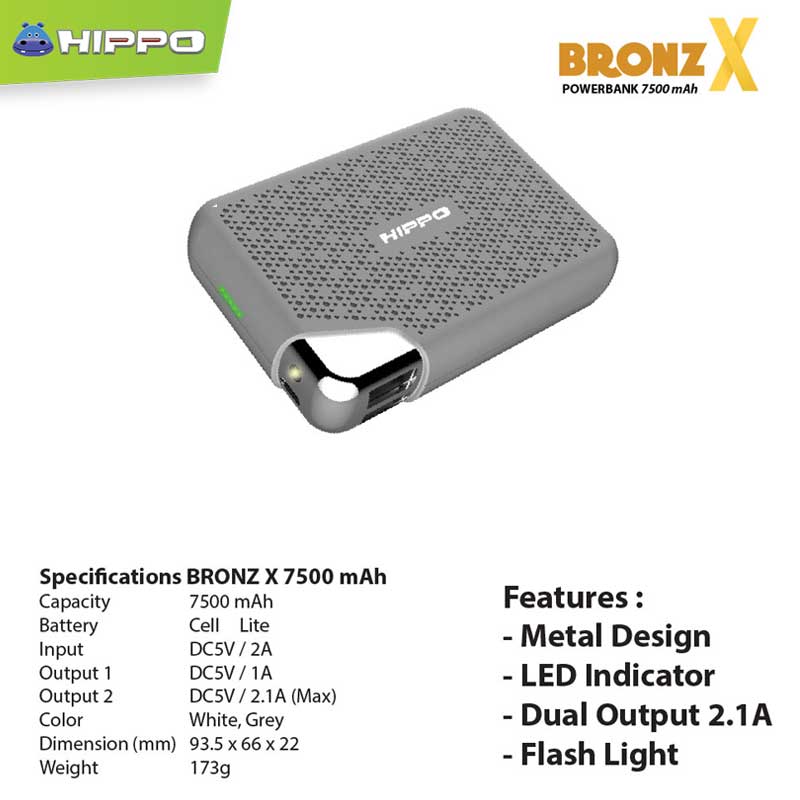 HIPPO
BRONZ X
POWERBANK 7500 mAh
HIPPO
Specifications BRONZ X 7500 mAh
Capacity 7500 mAh
Battery Cell Lite
Input DC5V / 2A
Output 1 DC5V / 1A
Output 2 DC5V / 2.1A (Max)
Color White, Grey
Dimension (mm) 93.5 x 66 x 22
Weight 173g
Features :
- Metal Design
- LED Indicator
- Dual Output 2.1A
- Flash Light